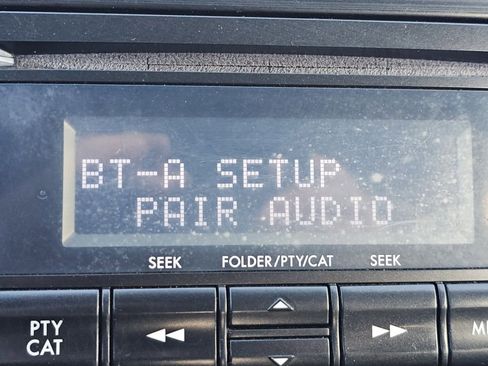 BT-A SETUP
PAIR AUDIO
SEEK FOLDER/PTY/CAT SEEK
PTY
CAT